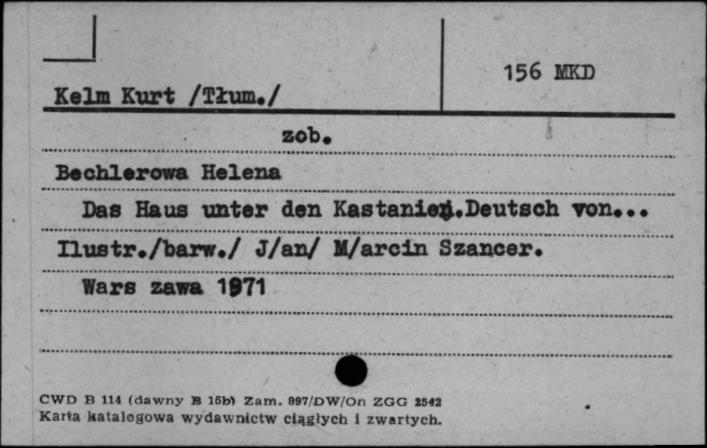 156 MKD
Kelm Kurt /Tłum./
zob.
Bechlerowa Helena
Das Haus unter den Kastanien.Deutsch von...
Ilustr./barw./ J/an/ M/arcin Szancer.
Wars zawa 1971
CWD B 114 (dawny B 16b) Zam. 897/DW/On ZGG 2542
Karta katalogowa wydawnictw ciągłych i zwartych.